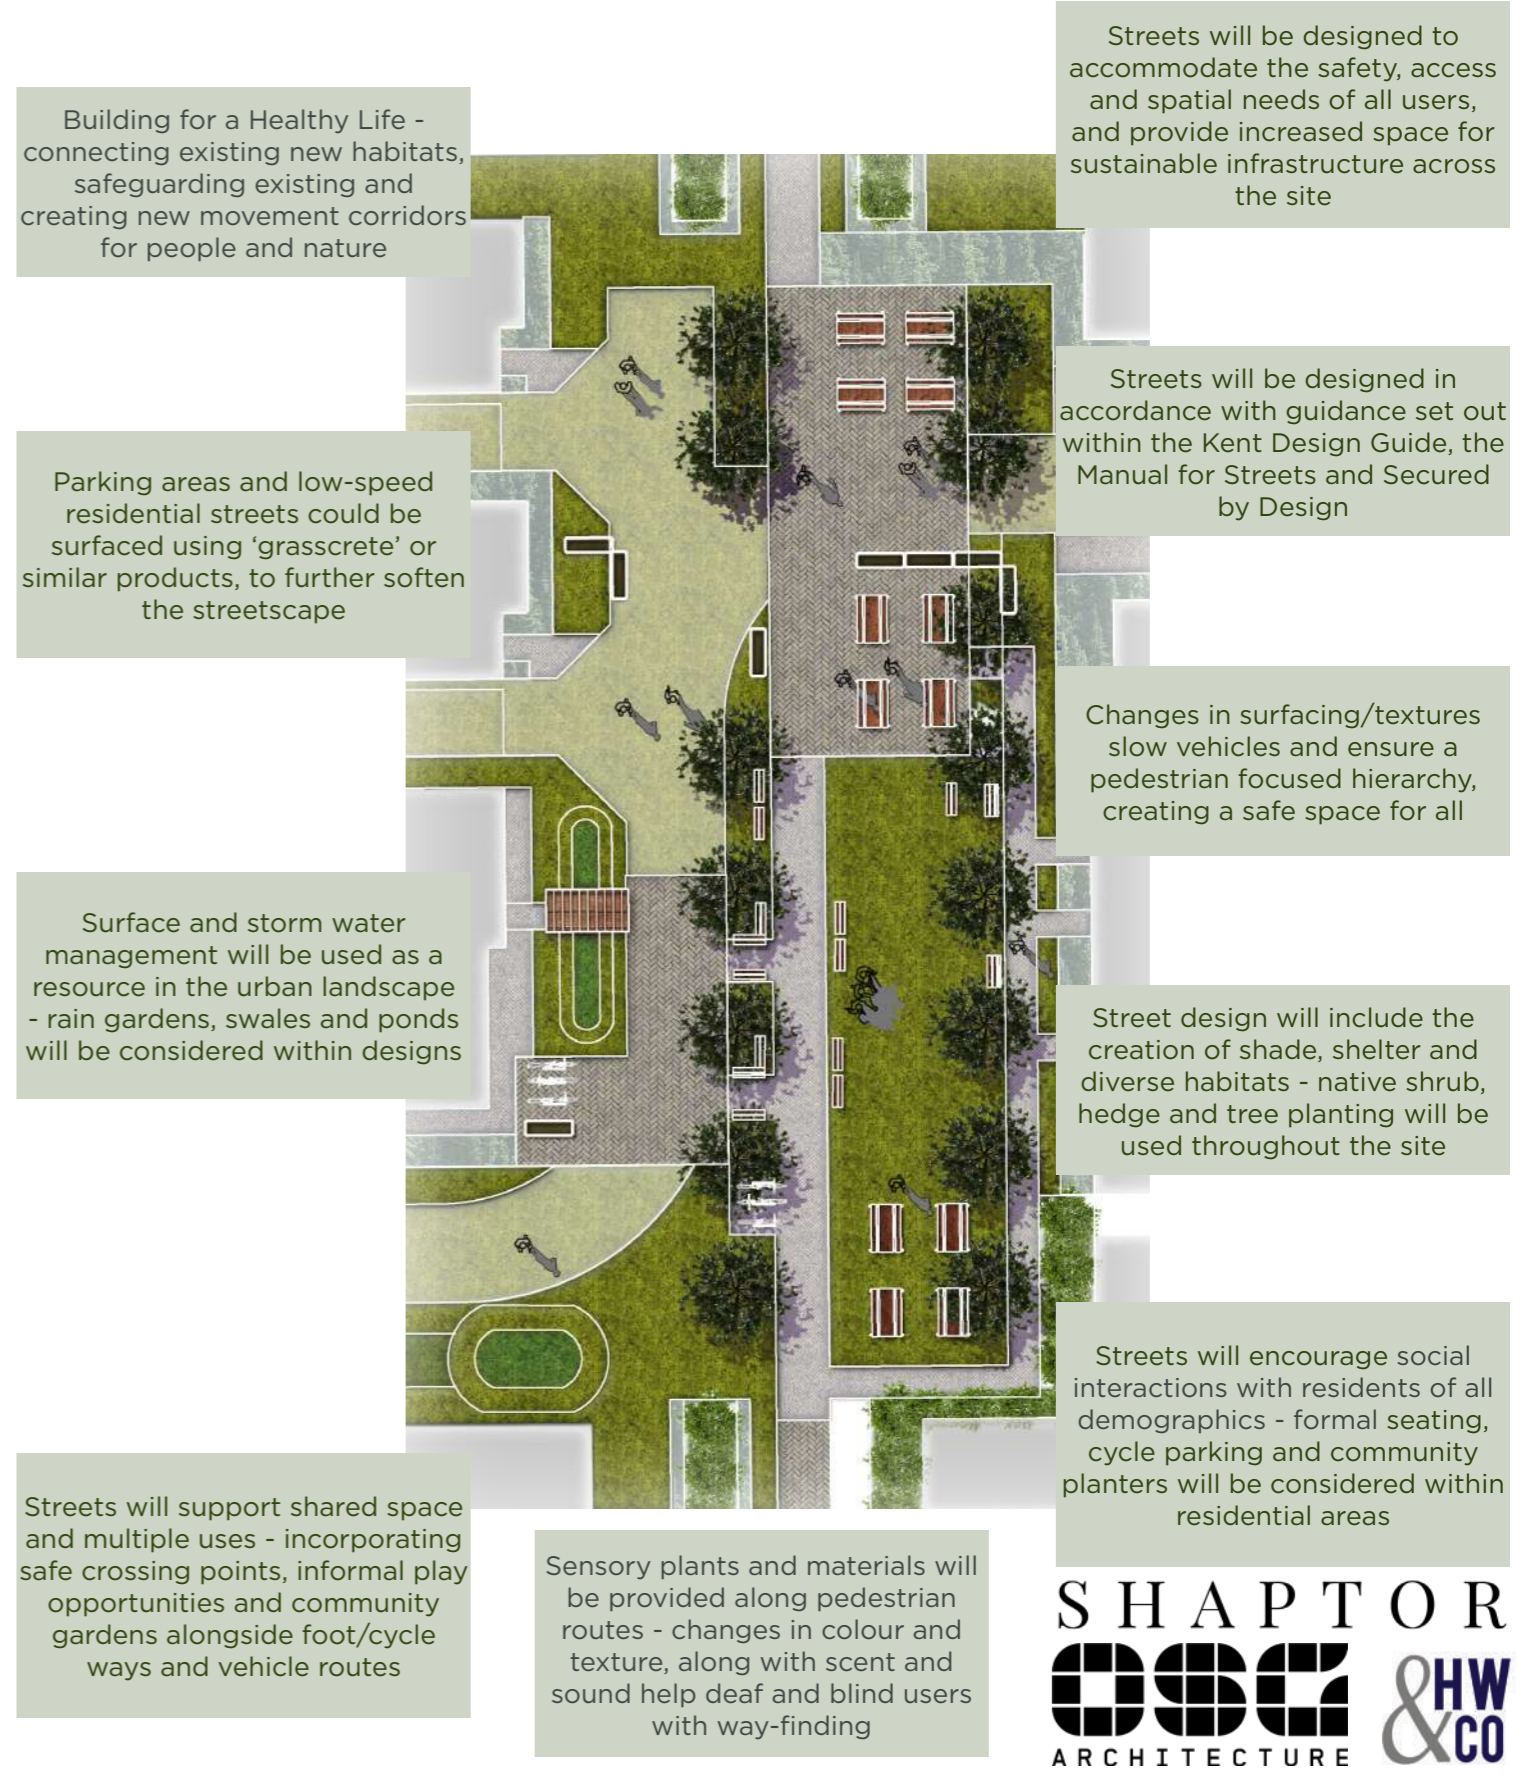 Building for a Healthy Life -
connecting existing new habitats,
safeguarding existing and
creating new movement corridors
for people and nature
Parking areas and low-speed
residential streets could be
surfaced using ‘grasscrete’ or
similar products, to further soften
the streetscape
Surface and storm water
management will be used as a
resource in the urban landscape
- rain gardens, swales and ponds
will be considered within designs
Streets will support shared space
and multiple uses - incorporating
safe crossing points, informal play
opportunities and community
gardens alongside foot/cycle
ways and vehicle routes
Sensory plants and materials will
be provided along pedestrian
routes - changes in colour and
texture, along with scent and
sound help deaf and blind users
with way-finding
Streets will be designed to
accommodate the safety, access
and spatial needs of all users,
and provide increased space for
sustainable infrastructure across
the site
Streets will be designed in
accordance with guidance set out
within the Kent Design Guide, the
Manual for Streets and Secured
by Design
Changes in surfacing/textures
slow vehicles and ensure a
pedestrian focused hierarchy,
creating a safe space for all
Street design will include the
creation of shade, shelter and
diverse habitats - native shrub,
hedge and tree planting will be
used throughout the site
Streets will encourage social
interactions with residents of all
demographics - formal seating,
cycle parking and community
planters will be considered within
residential areas
SHAPTOR
OSG
ARCHITECTURE
&HW
CO